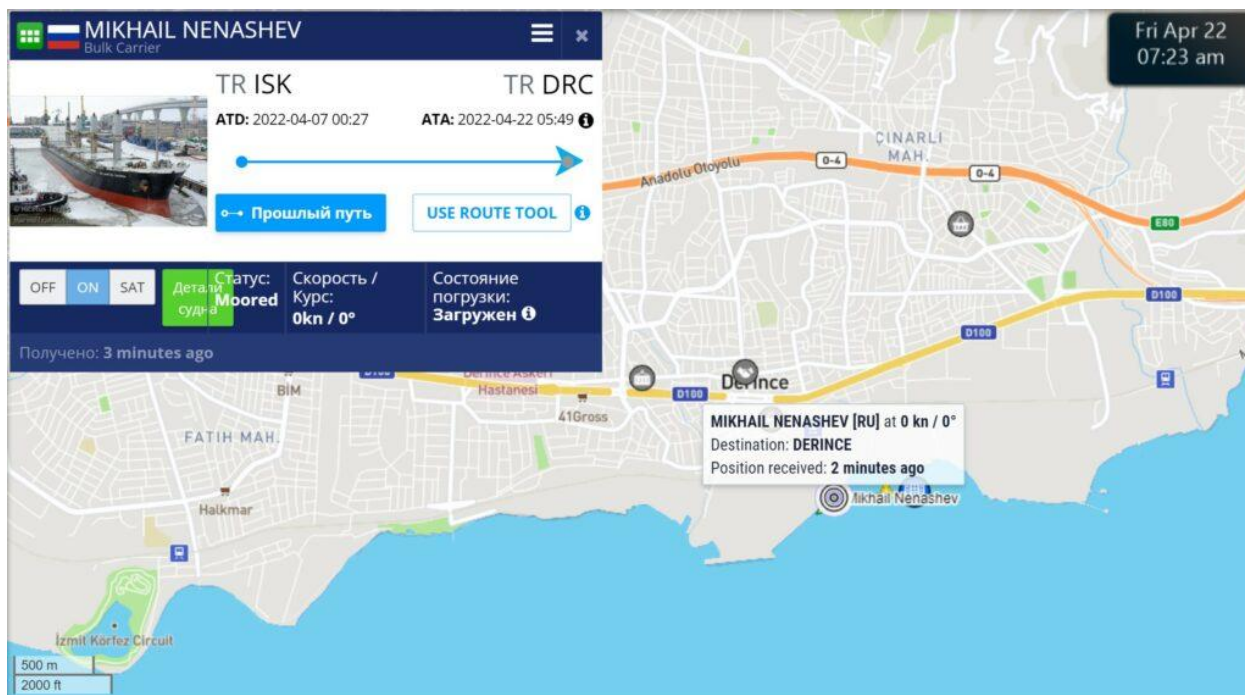 MIKHAIL NENASHEV
Bulk Carrier
TR ISK
TR DRC
ATD: 2022-04-07 00:27
ATA: 2022-04-22 05:49
Прошлый путь
USE ROUTE TOOL
OFF ON SAT
Детали судна
Статус:
Moored
Скорость /
Курс:
0kn / 0°
Состояние
погрузки:
Загружен
Получено: 3 minutes ago
Fri Apr 22
07:23 am
ÇINARLI
MAH.
O-4
O-4
Anadolu Otoyolu
E80
D100
D100
D100
D100
Derince Askeri
Hastanesi
BIM
41Gross
Derince
FATIH MAH.
MIKHAIL NENASHEV [RU] at 0 kn / 0°
Destination: DERINCE
Position received: 2 minutes ago
Mikhail Nenashev
Halkmar
İzmit Körfez Circuit
500 m
2000 ft